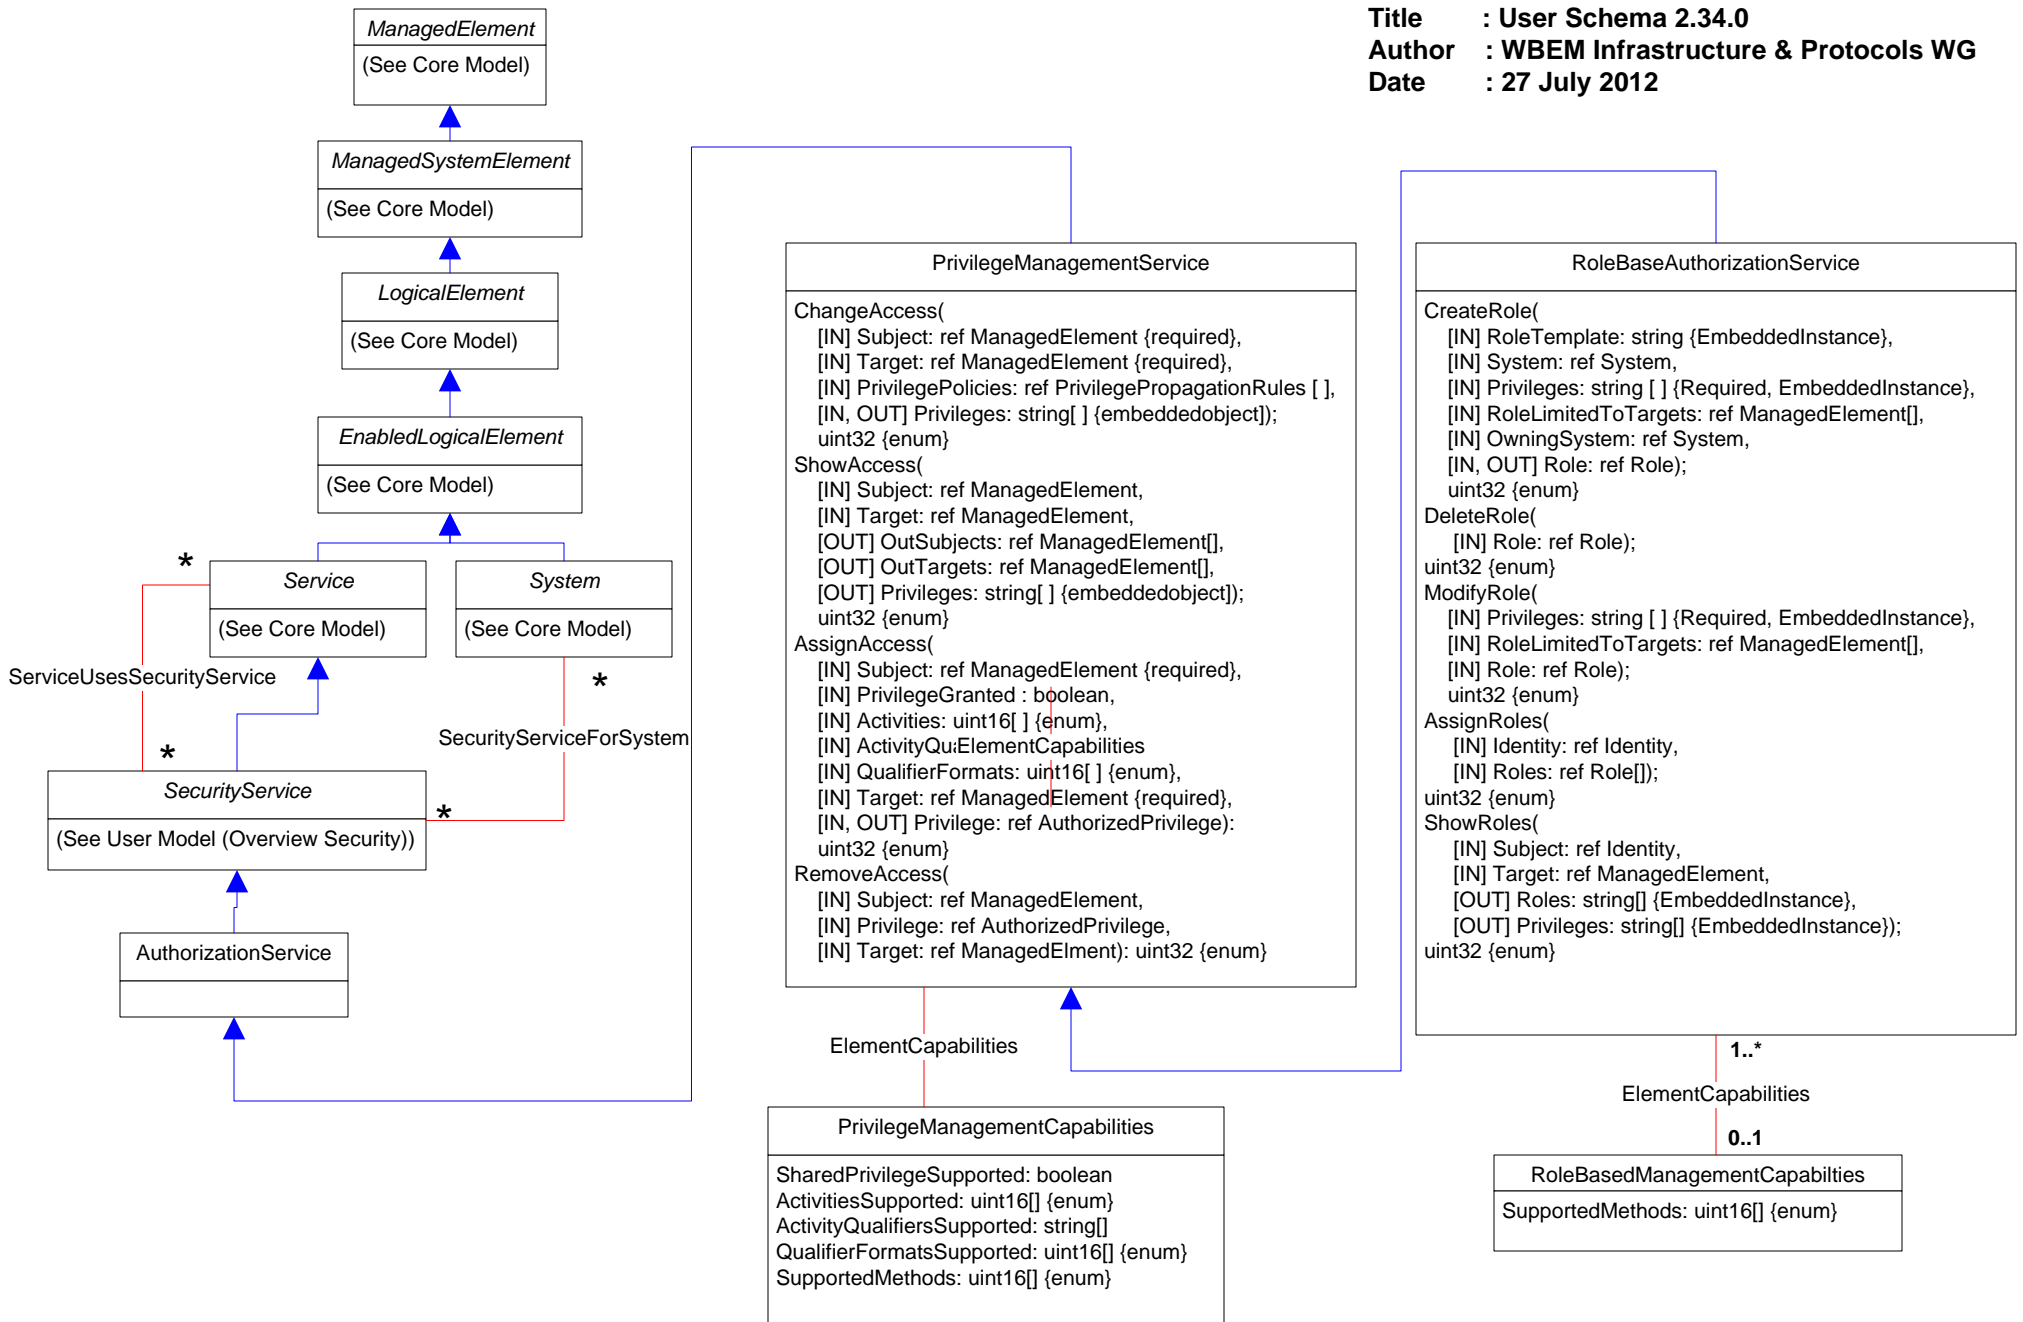 Title : User Schema 2.34.0
Author : WBEM Infrastructure & Protocols WG
Date : 27 July 2012
ManagedElement
(See Core Model)
ManagedSystemElement
(See Core Model)
LogicalElement
(See Core Model)
EnabledLogicalElement
(See Core Model)
*
Service
(See Core Model)
System
(See Core Model)
ServiceUsesSecurityService
*
SecurityServiceForSystem
*
SecurityService
*
(See User Model (Overview Security))
AuthorizationService
PrivilegeManagementService
ChangeAccess(
[IN] Subject: ref ManagedElement {required},
[IN] Target: ref ManagedElement {required},
[IN] PrivilegePolicies: ref PrivilegePropagationRules [ ],
[IN, OUT] Privileges: string[ ] {embeddedobject]);
uint32 {enum}
ShowAccess(
[IN] Subject: ref ManagedElement,
[IN] Target: ref ManagedElement,
[OUT] OutSubjects: ref ManagedElement[],
[OUT] OutTargets: ref ManagedElement[],
[OUT] Privileges: string[ ] {embeddedobject]);
uint32 {enum}
AssignAccess(
[IN] Subject: ref ManagedElement {required},
[IN] PrivilegeGranted : boolean,
[IN] Activities: uint16[ ] {enum},
[IN] ActivityQu ElementCapabilities
[IN] QualifierFormats: uint16[ ] {enum},
[IN] Target: ref ManagedElement {required},
[IN, OUT] Privilege: ref AuthorizedPrivilege):
uint32 {enum}
RemoveAccess(
[IN] Subject: ref ManagedElement,
[IN] Privilege: ref AuthorizedPrivilege,
[IN] Target: ref ManagedElment): uint32 {enum}
ElementCapabilities
PrivilegeManagementCapabilities
SharedPrivilegeSupported: boolean
ActivitiesSupported: uint16[] {enum}
ActivityQualifiersSupported: string[]
QualifierFormatsSupported: uint16[] {enum}
SupportedMethods: uint16[] {enum}
RoleBaseAuthorizationService
CreateRole(
[IN] RoleTemplate: string {EmbeddedInstance},
[IN] System: ref System,
[IN] Privileges: string [ ] {Required, EmbeddedInstance},
[IN] RoleLimitedToTargets: ref ManagedElement[],
[IN] OwningSystem: ref System,
[IN, OUT] Role: ref Role);
uint32 {enum}
DeleteRole(
[IN] Role: ref Role);
uint32 {enum}
ModifyRole(
[IN] Privileges: string [ ] {Required, EmbeddedInstance},
[IN] RoleLimitedToTargets: ref ManagedElement[],
[IN] Role: ref Role);
uint32 {enum}
AssignRoles(
[IN] Identity: ref Identity,
[IN] Roles: ref Role[]);
uint32 {enum}
ShowRoles(
[IN] Subject: ref Identity,
[IN] Target: ref ManagedElement,
[OUT] Roles: string[] {EmbeddedInstance},
[OUT] Privileges: string[] {EmbeddedInstance});
uint32 {enum}
1..*
ElementCapabilities
0..1
RoleBasedManagementCapabilties
SupportedMethods: uint16[] {enum}